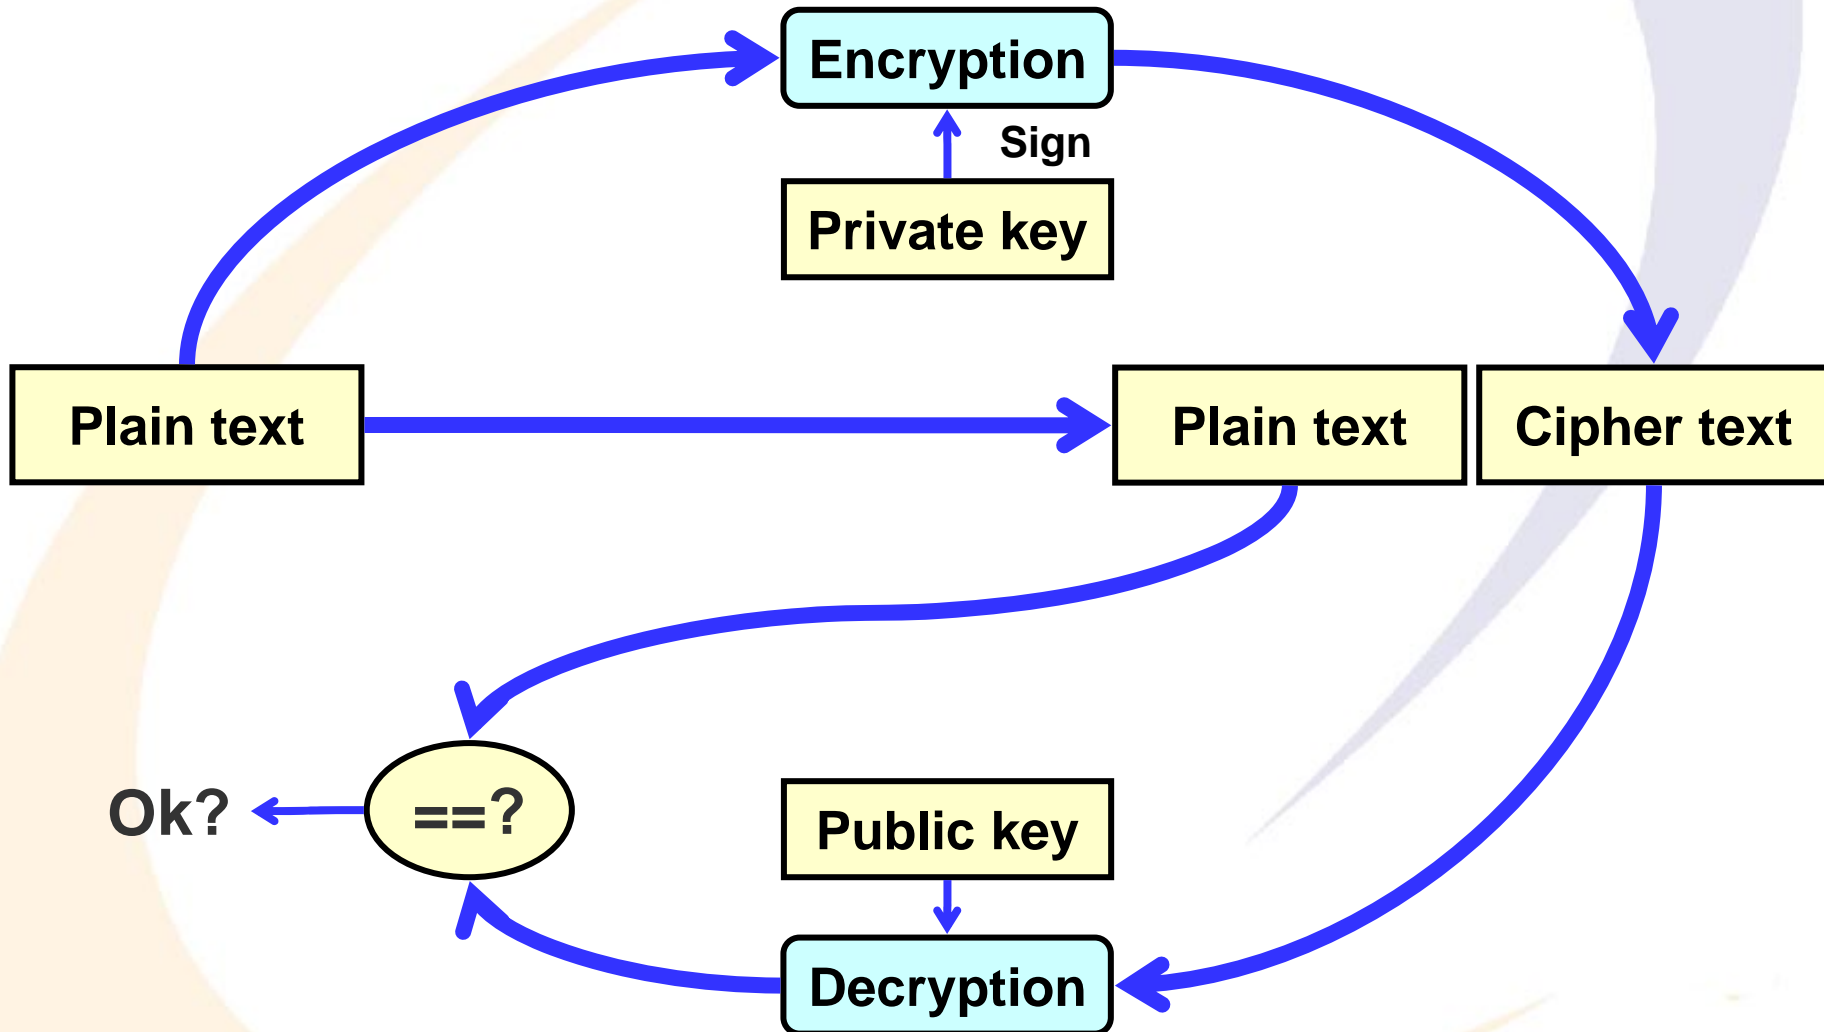 Encryption
Sign
Private key
Plain text
Plain text
Cipher text
Ok?
==?
Public key
Decryption